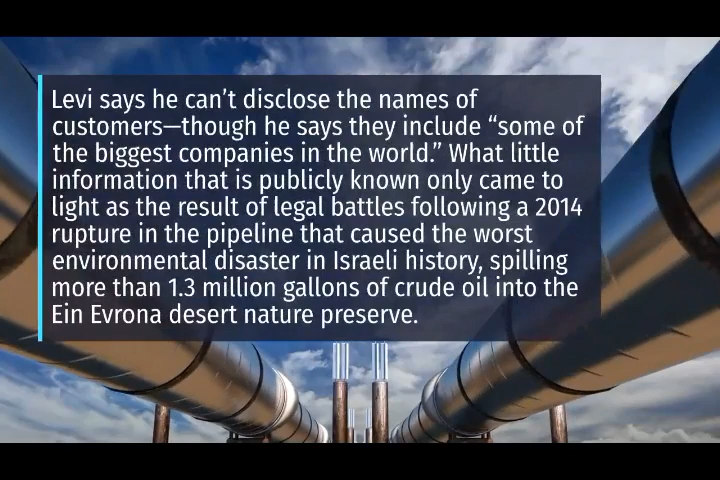 Levi says he can’t disclose the names of
customers—though he says they include “some of
the biggest companies in the world.” What little
information that is publicly known only came to
light as the result of legal battles following a 2014
rupture in the pipeline that caused the worst
environmental disaster in Israeli history, spilling
more than 1.3 million gallons of crude oil into the
Ein Evrona desert nature preserve.